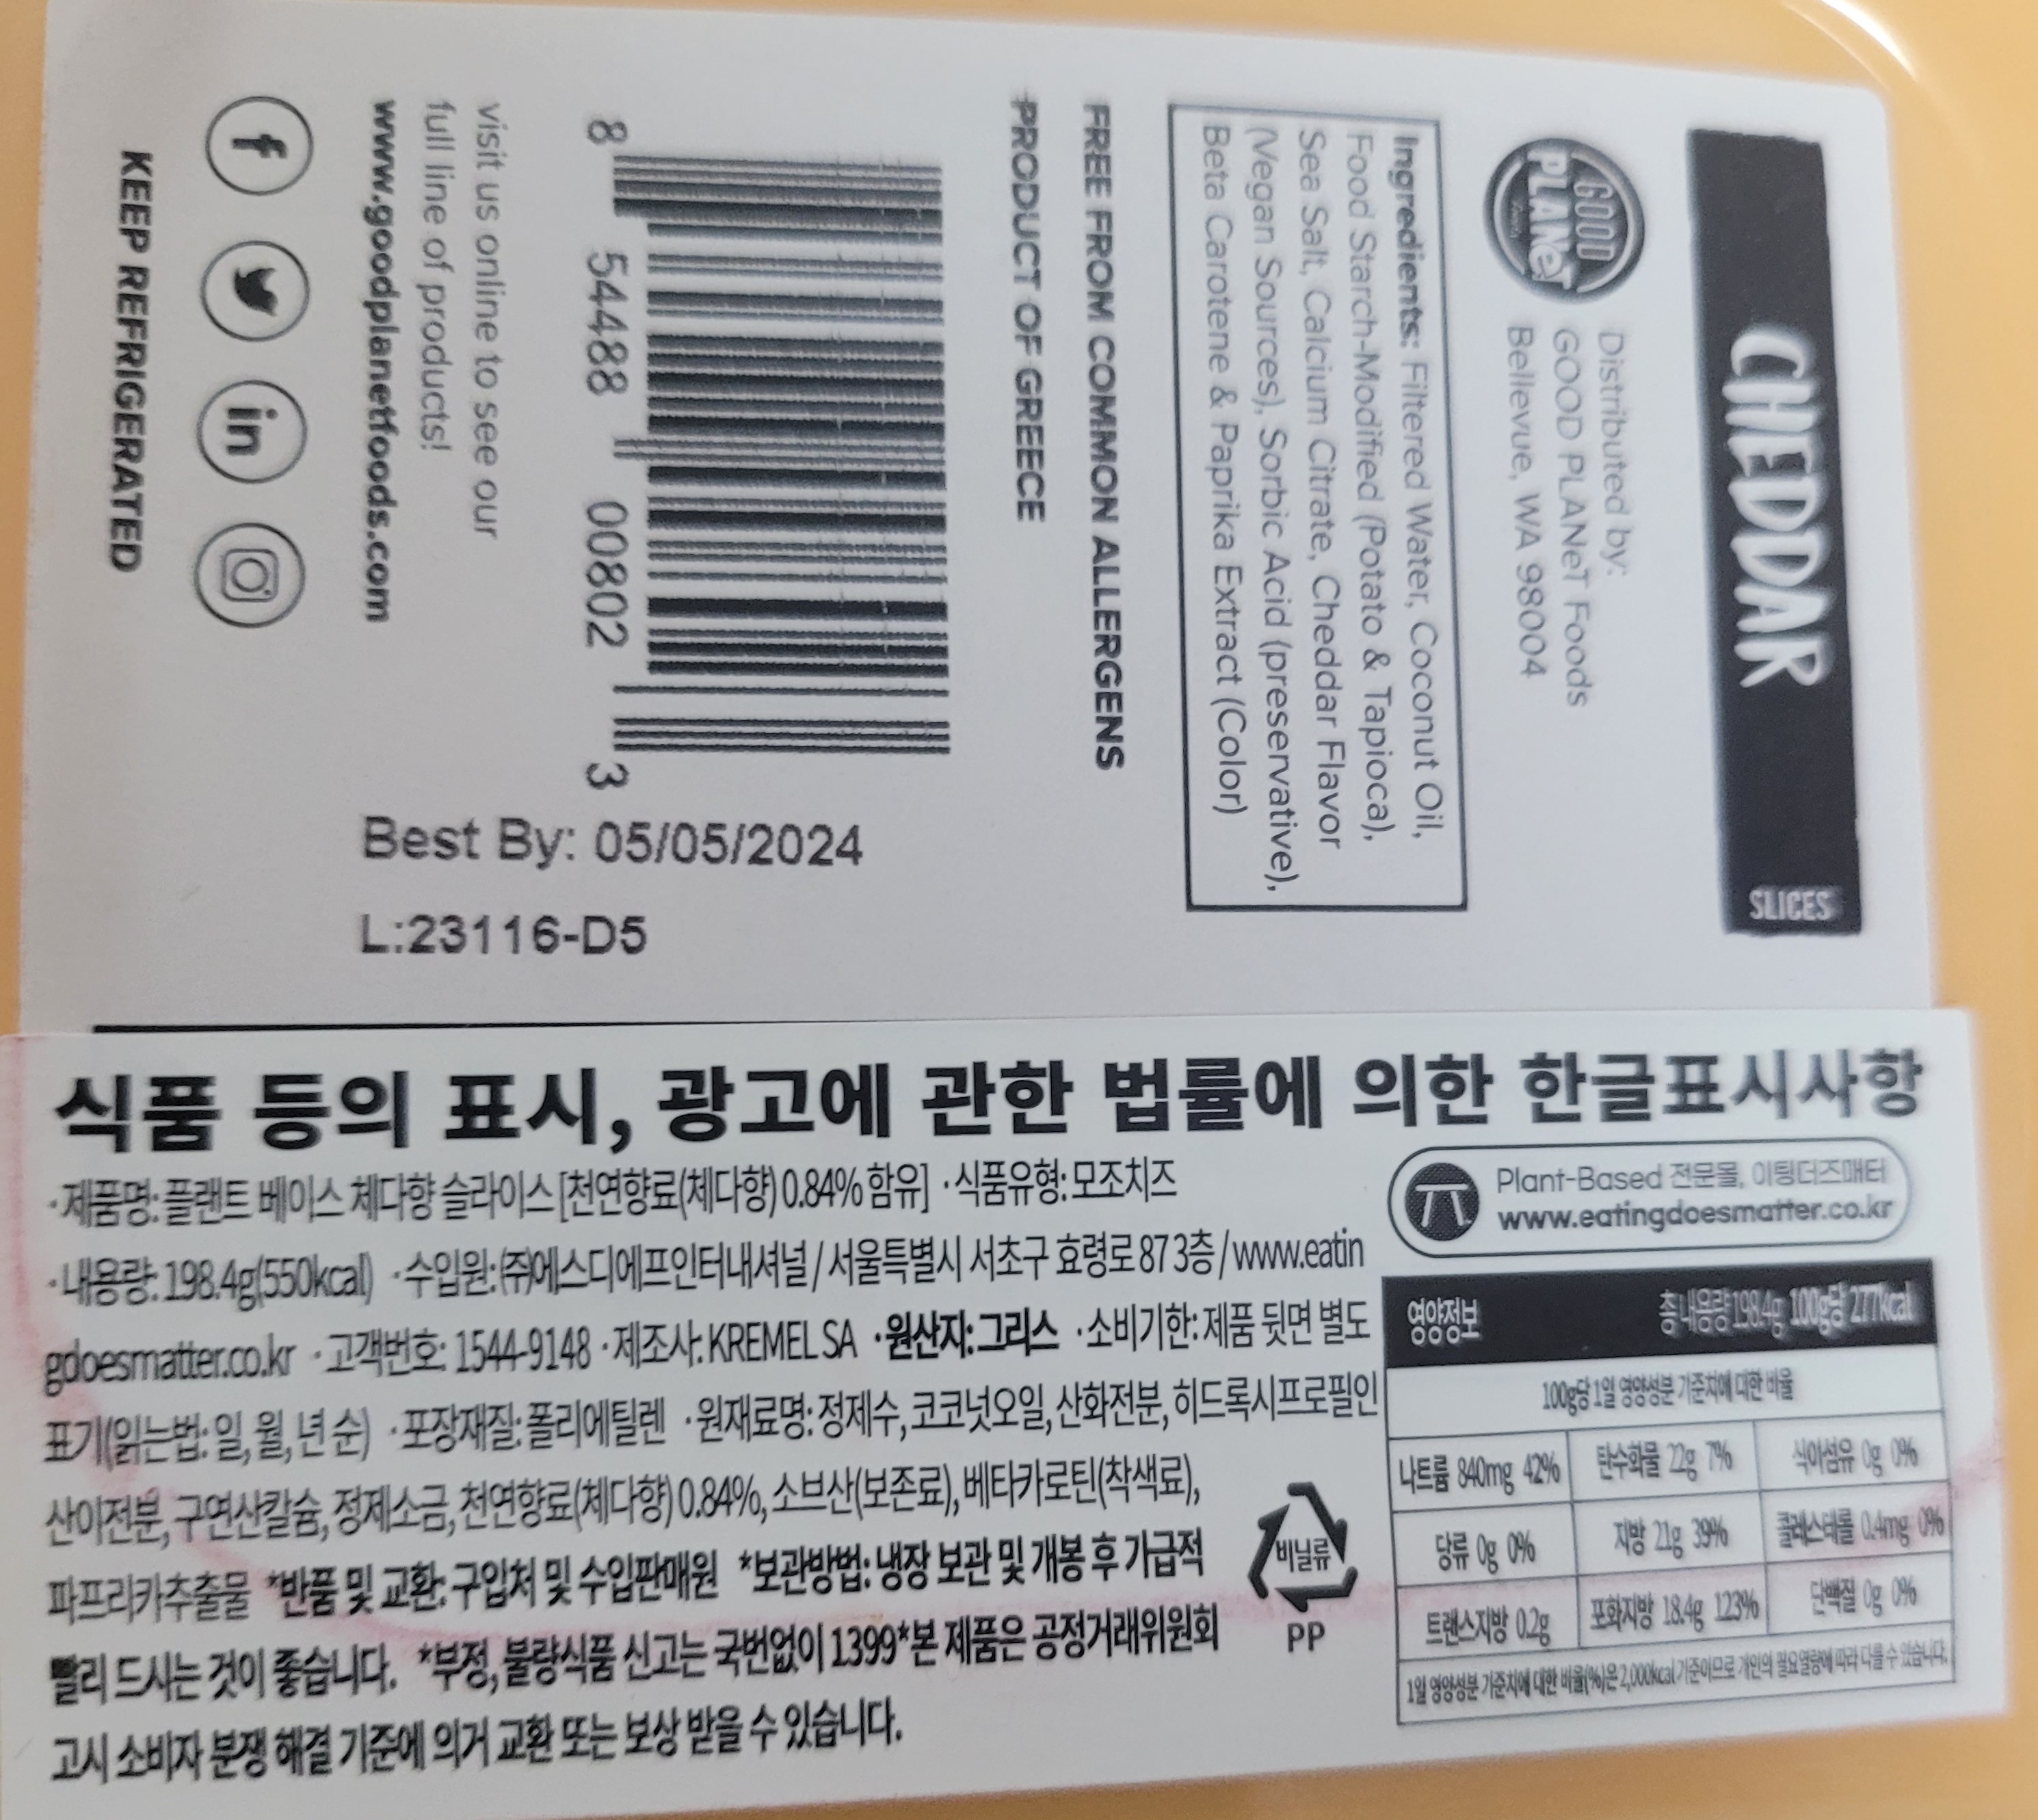 CHEDDAR
SLICES
GOOD
PLANeT
Foods
Distributed by:
GOOD PLANeT Foods
Bellevue, WA 98004
Ingredients: Filtered Water, Coconut Oil,
Food Starch-Modified (Potato & Tapioca),
Sea Salt, Calcium Citrate, Cheddar Flavor
(Vegan Sources), Sorbic Acid (preservative),
Beta Carotene & Paprika Extract (Color)
FREE FROM COMMON ALLERGENS
PRODUCT OF GREECE
8 54488 00802 3
visit us online to see our
full line of products!
www.goodplanetfoods.com
f
in
KEEP REFRIGERATED
Best By: 05/05/2024
L:23116-D5
식품 등의 표시, 광고에 관한 법률에 의한 한글표시사항
·제품명: 플랜트 베이스 체다향 슬라이스 [천연향료(체다향) 0.84% 함유] ·식품유형: 모조치즈
·내용량: 198.4g(550kcal) ·수입원: (주)에스디에프인터내셔널 / 서울특별시 서초구 효령로 87 3층 / www.eatin
gdoesmatter.co.kr ·고객번호: 1544-9148 ·제조사: KREMEL SA ·원산지: 그리스 ·소비기한: 제품 뒷면 별도
표기(읽는법: 일, 월, 년 순) ·포장재질: 폴리에틸렌 ·원재료명: 정제수, 코코넛오일, 산화전분, 히드록시프로필인
산이전분, 구연산칼슘, 정제소금, 천연향료(체다향) 0.84%, 소브산(보존료), 베타카로틴(착색료),
파프리카추출물 *반품 및 교환: 구입처 및 수입판매원 *보관방법: 냉장 보관 및 개봉 후 가급적
빨리 드시는 것이 좋습니다. *부정, 불량식품 신고는 국번없이 1399*본 제품은 공정거래위원회
고시 소비자 분쟁 해결 기준에 의거 교환 또는 보상 받을 수 있습니다.
비닐류
PP
Plant-Based 전문몰, 이팅더즈매터
www.eatingdoesmatter.co.kr
영양정보 총 내용량 198.4g 100g당 277kcal
100g당 1일 영양성분 기준치에 대한 비율
나트륨 840mg 42% 탄수화물 22g 7% 식이섬유 0g 0%
당류 0g 0% 지방 21g 39% 콜레스테롤 0.4mg 0%
트랜스지방 0.2g 포화지방 18.4g 123% 단백질 0g 0%
1일 영양성분 기준치에 대한 비율(%)은 2,000kcal 기준이므로 개인의 필요 열량에 따라 다를 수 있습니다.